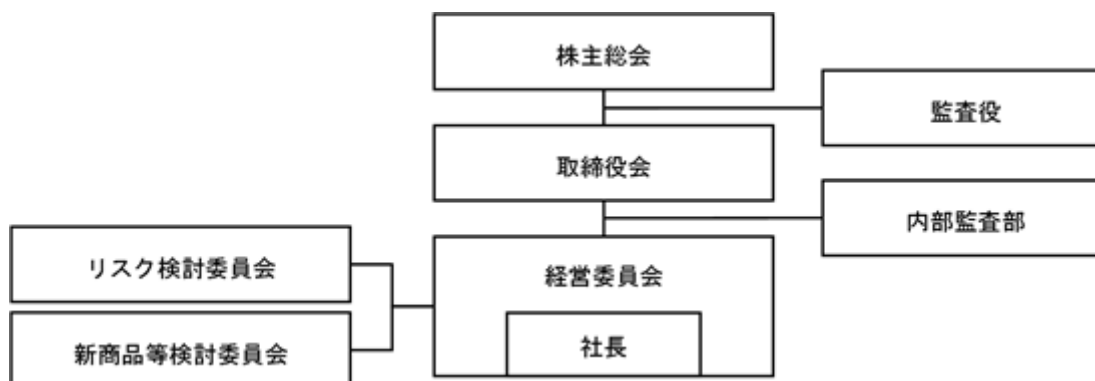 株主総会
監査役
取締役会
内部監査部
リスク検討委員会
経営委員会
新商品等検討委員会
社長